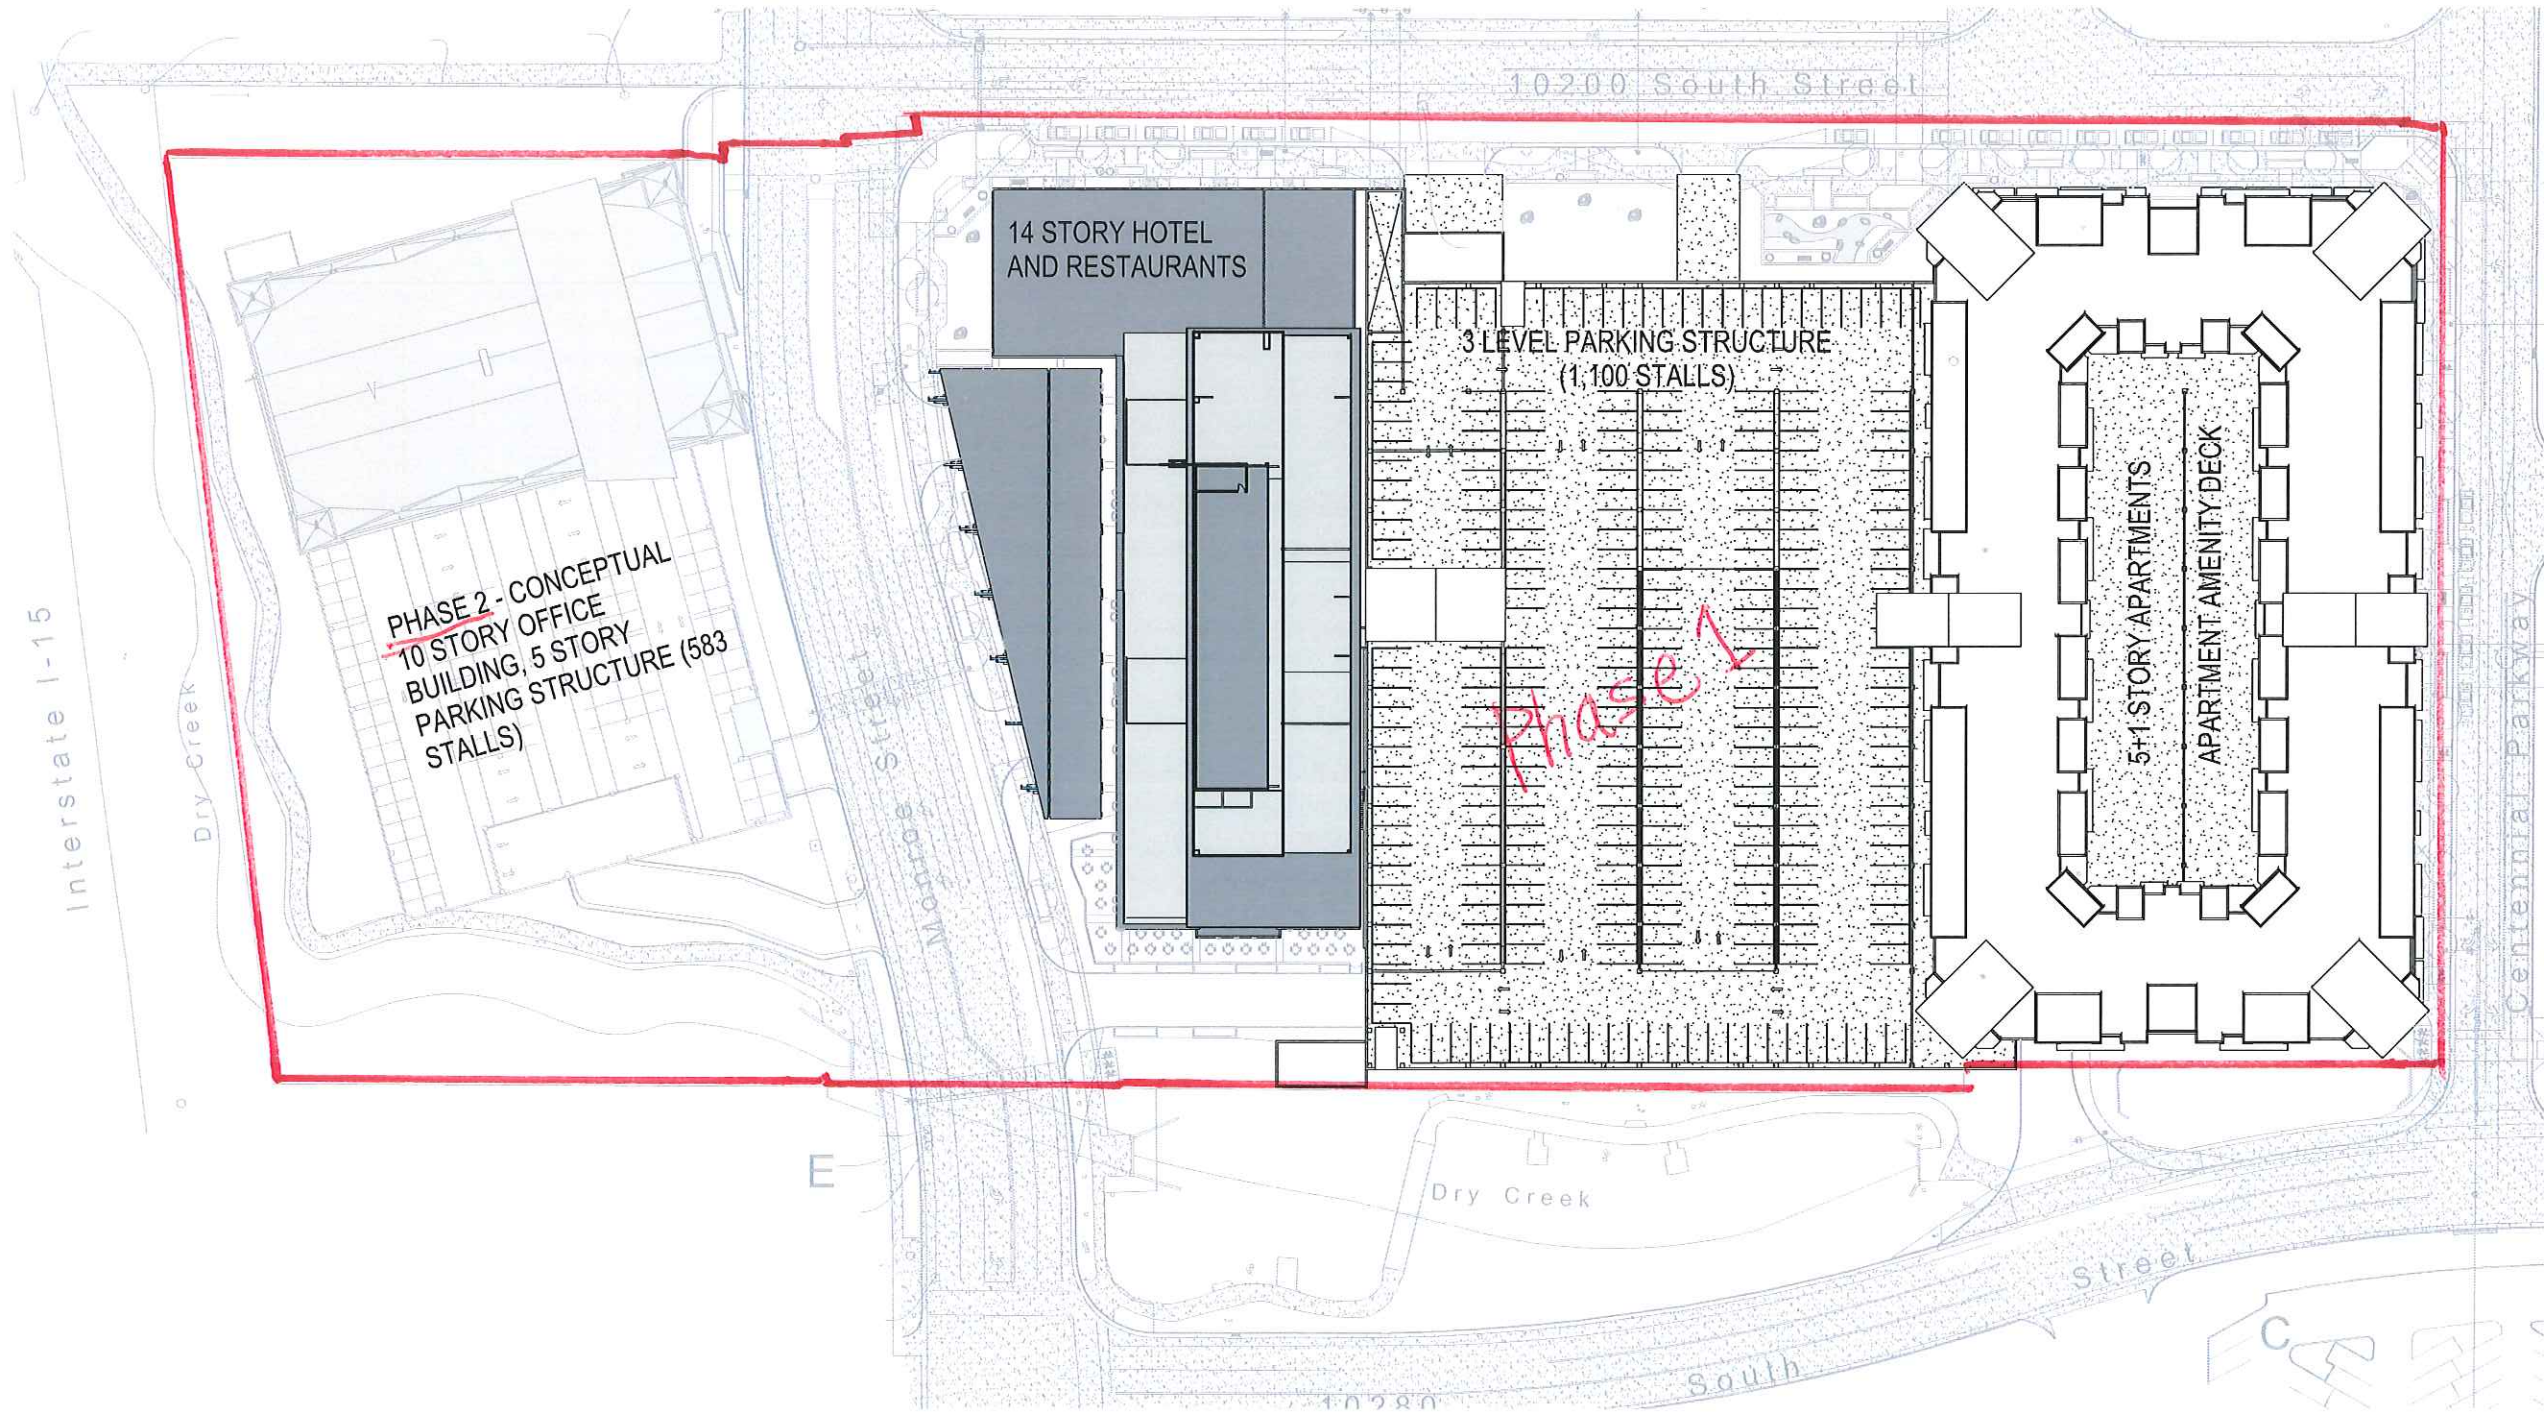 10200 South Street
14 STORY HOTEL
AND RESTAURANTS
3 LEVEL PARKING STRUCTURE
(1,100 STALLS)
PHASE 2 - CONCEPTUAL
10 STORY OFFICE
BUILDING, 5 STORY
PARKING STRUCTURE (583
STALLS)
Phase 1
5+1 STORY APARTMENTS
APARTMENT AMENITY DECK
Interstate I-15
Dry Creek
Monroe Street
Centennial Parkway
E
Dry Creek
10280 South Street
C